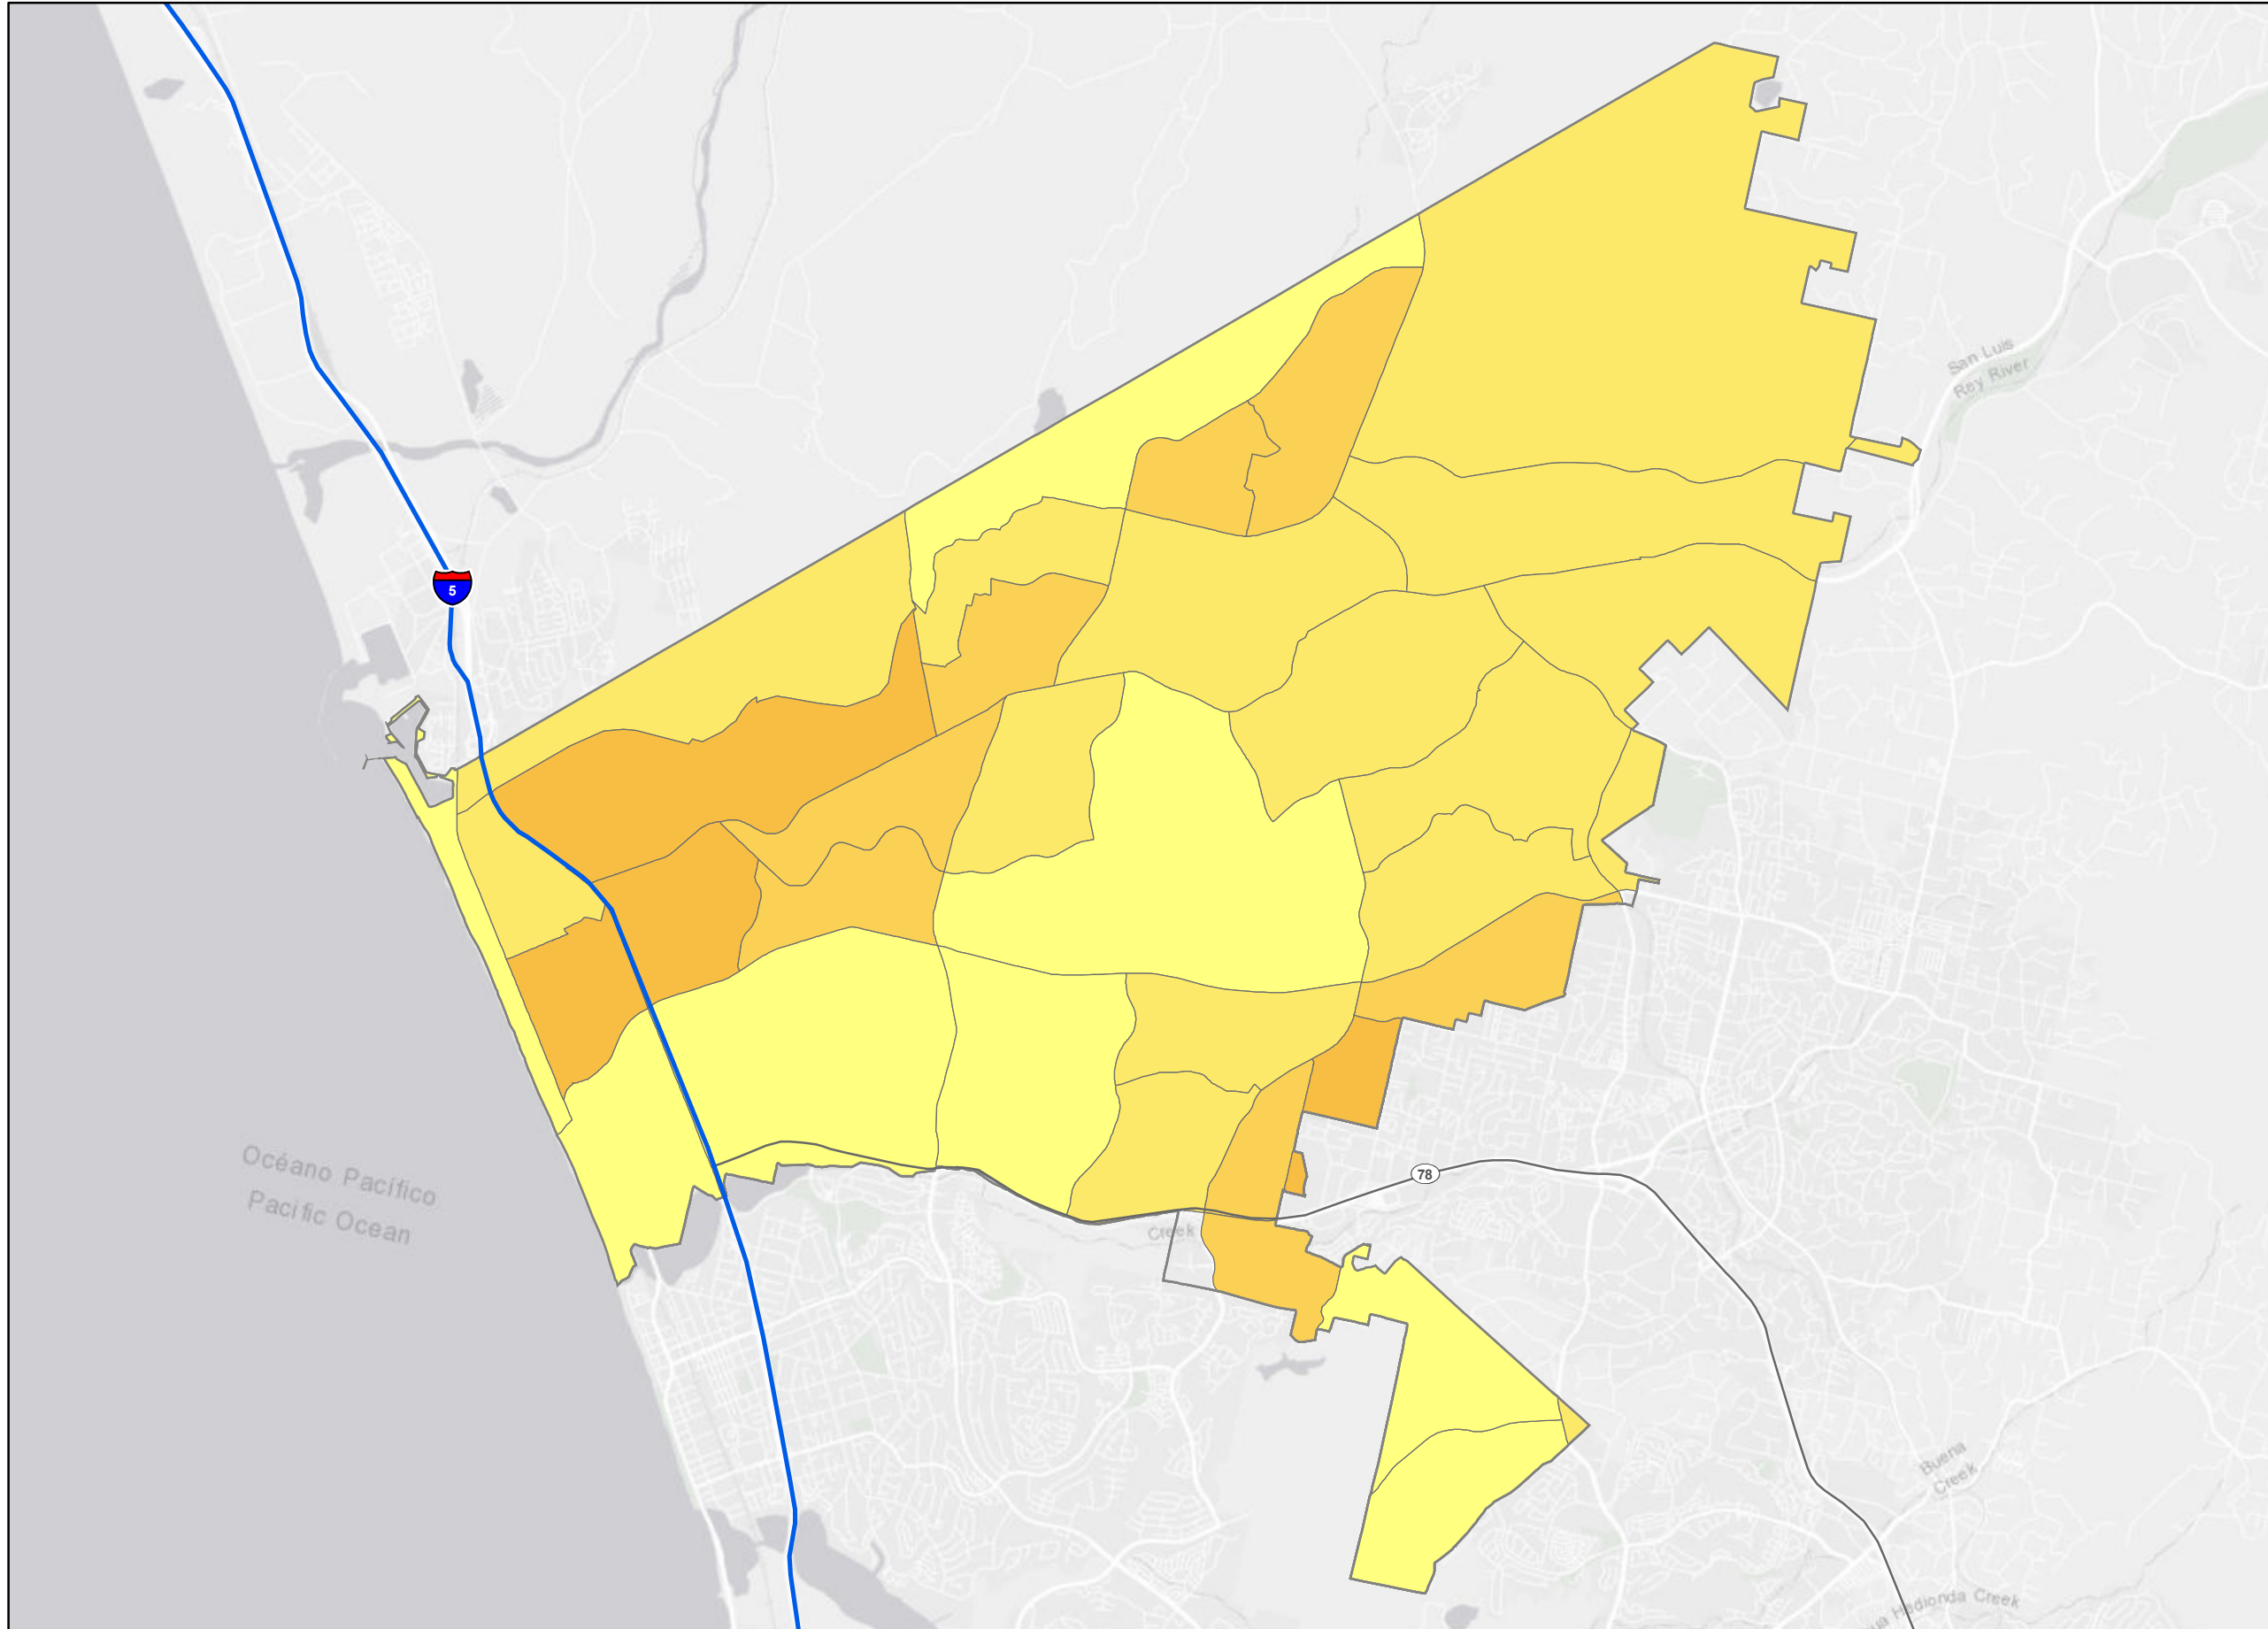 San Luis
Rey River
5
Océano Pacífico
Pacific Ocean
78
Creek
Buena
Creek
Hedionda Creek